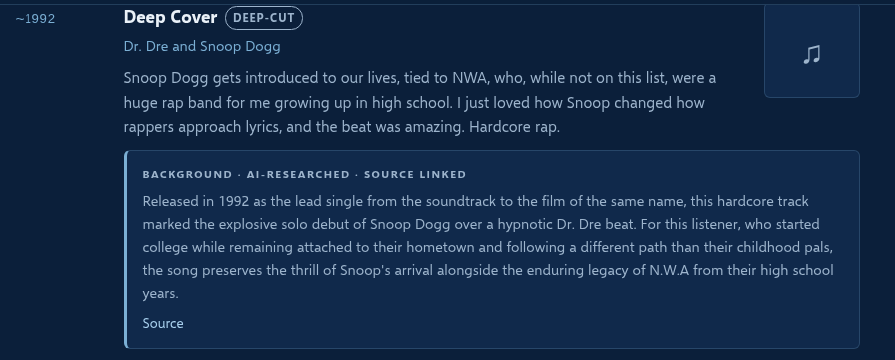 ~1992
Deep Cover DEEP-CUT
Dr. Dre and Snoop Dogg
Snoop Dogg gets introduced to our lives, tied to NWA, who, while not on this list, were a
huge rap band for me growing up in high school. I just loved how Snoop changed how
rappers approach lyrics, and the beat was amazing. Hardcore rap.
BACKGROUND · AI-RESEARCHED · SOURCE LINKED
Released in 1992 as the lead single from the soundtrack to the film of the same name, this hardcore track
marked the explosive solo debut of Snoop Dogg over a hypnotic Dr. Dre beat. For this listener, who started
college while remaining attached to their hometown and following a different path than their childhood pals,
the song preserves the thrill of Snoop's arrival alongside the enduring legacy of N.W.A from their high school
years.
Source